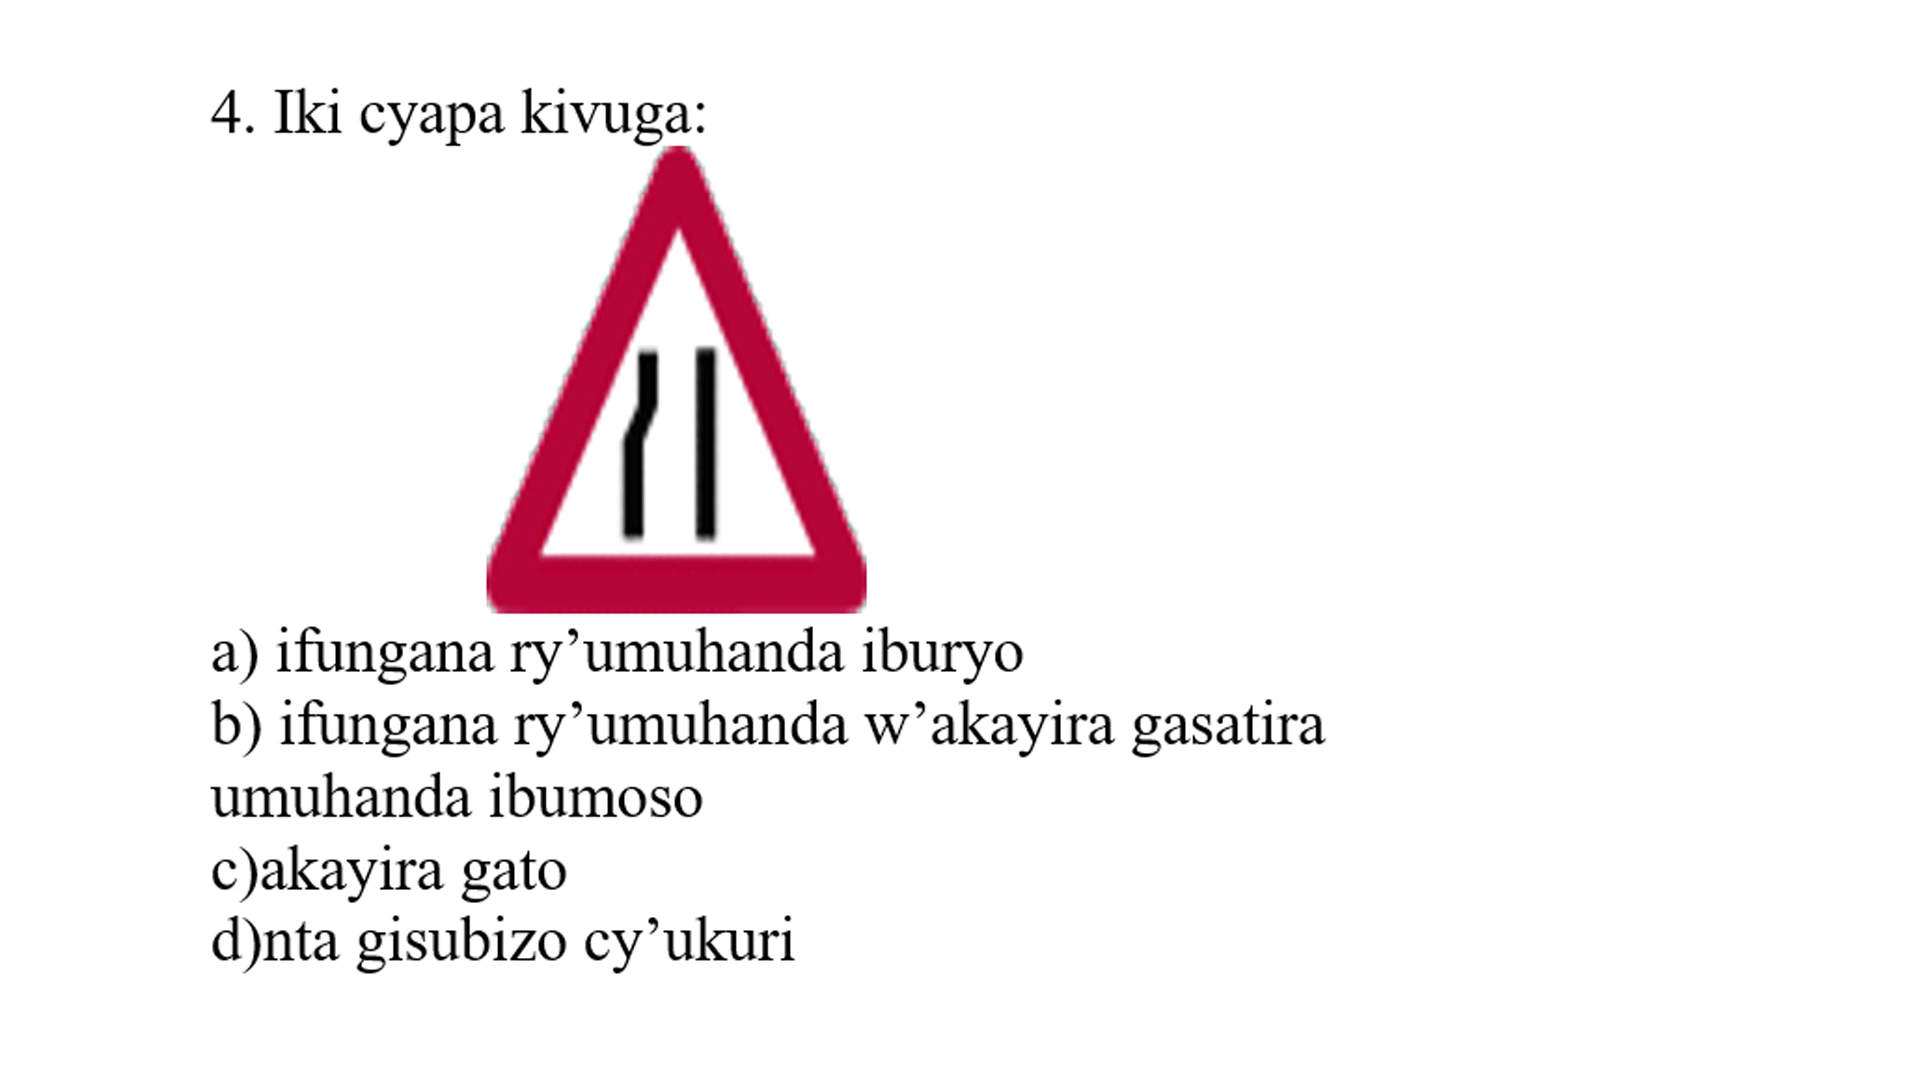 4. Iki cyapa kivuga:
a) ifungana ry’umuhanda iburyo
b) ifungana ry’umuhanda w’akayira gasatira
umuhanda ibumoso
c)akayira gato
d)nta gisubizo cy’ukuri